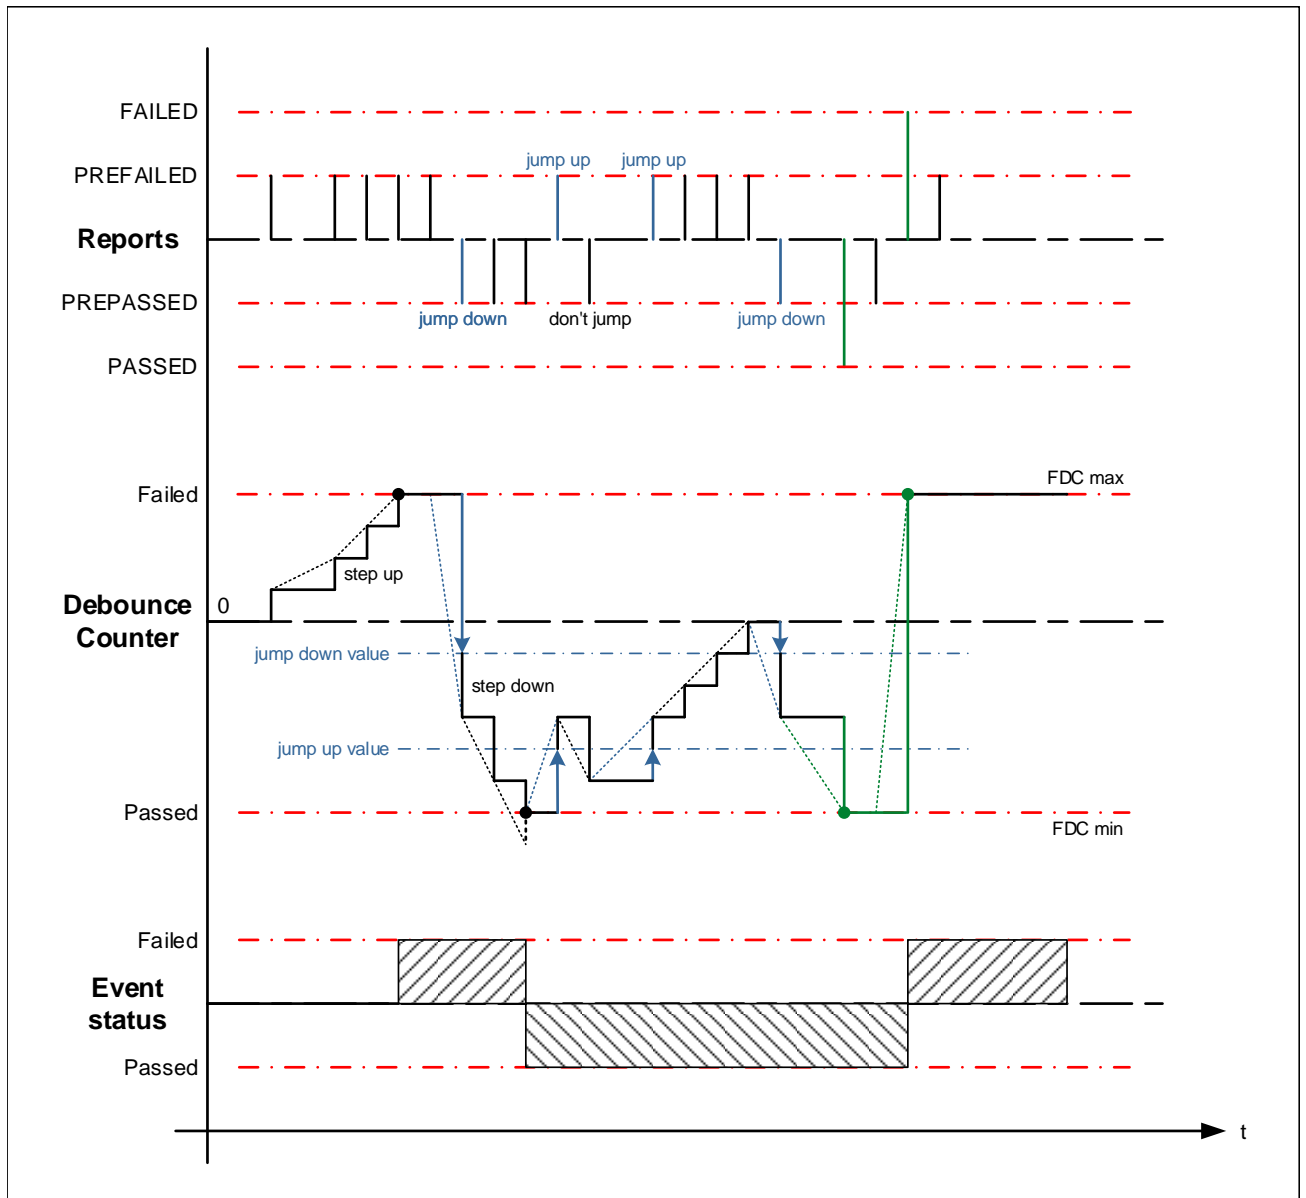 FAILED
jump up
jump up
PREFAILED
Reports
PREPASSED
jump down
don't jump
jump down
PASSED
FDC max
Failed
step up
0
Debounce
Counter
jump down value
step down
jump up value
Passed
FDC min
Failed
Event
status
Passed
t